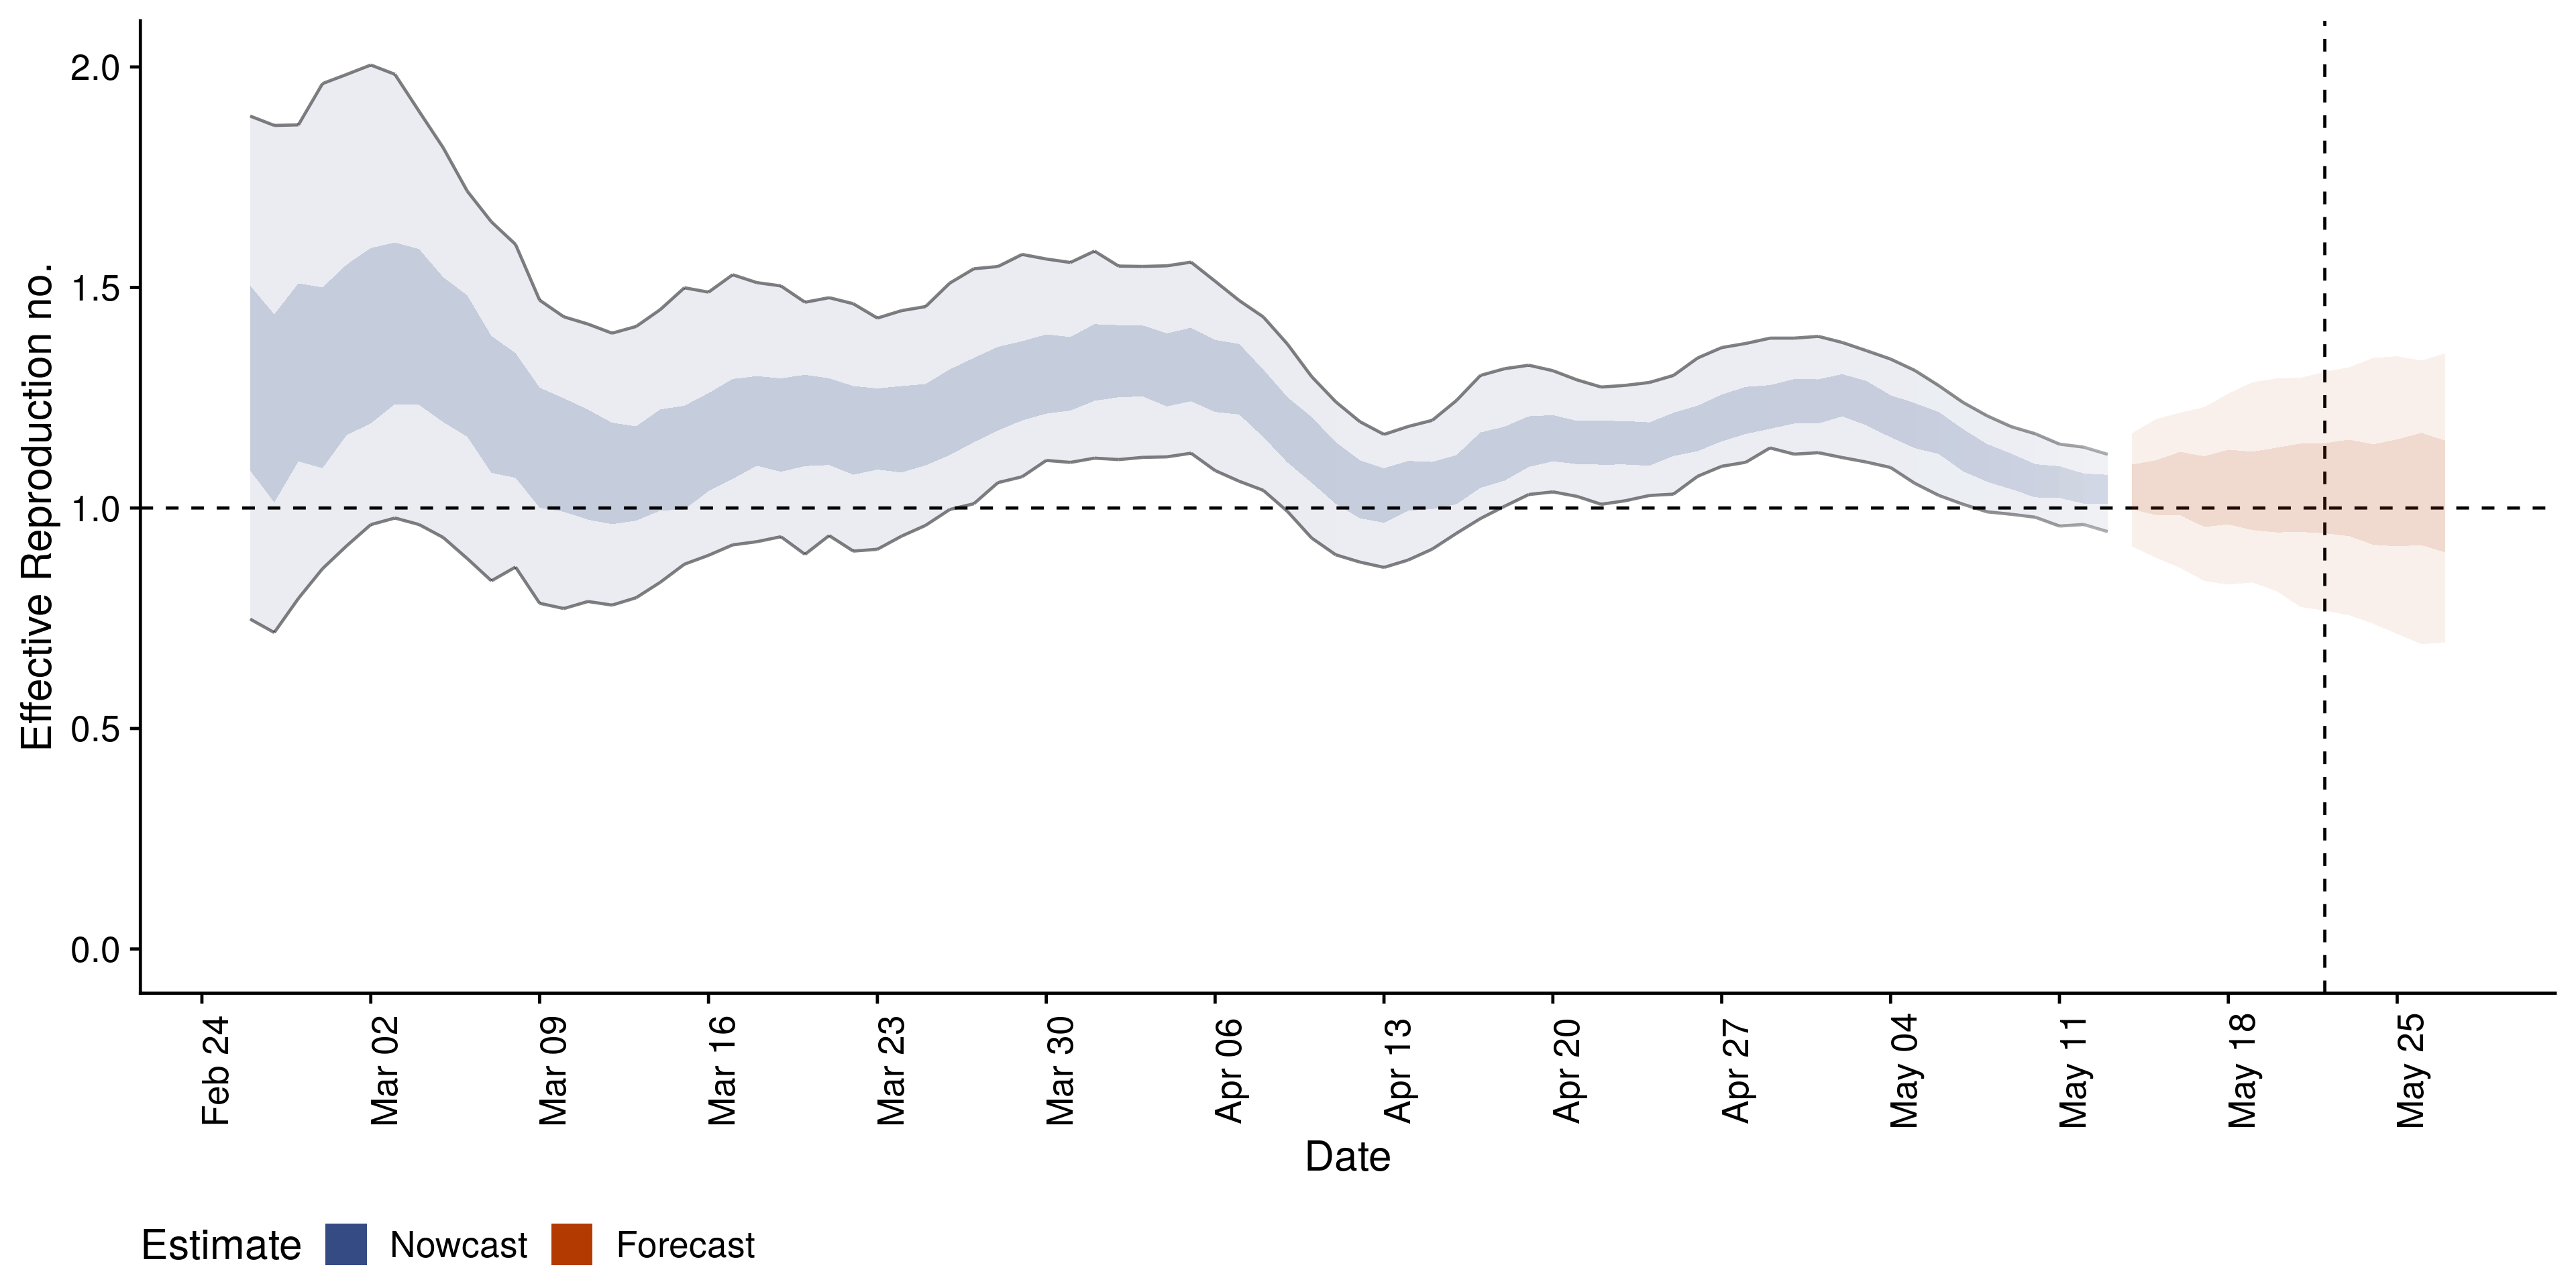 Effective Reproduction no.
2.0
1.5
1.0
0.5
0.0
Feb 24
Mar 02
Mar 09
Mar 16
Mar 23
Mar 30
Apr 06
Apr 13
Apr 20
Apr 27
May 04
May 11
May 18
May 25
Date
Estimate Nowcast Forecast